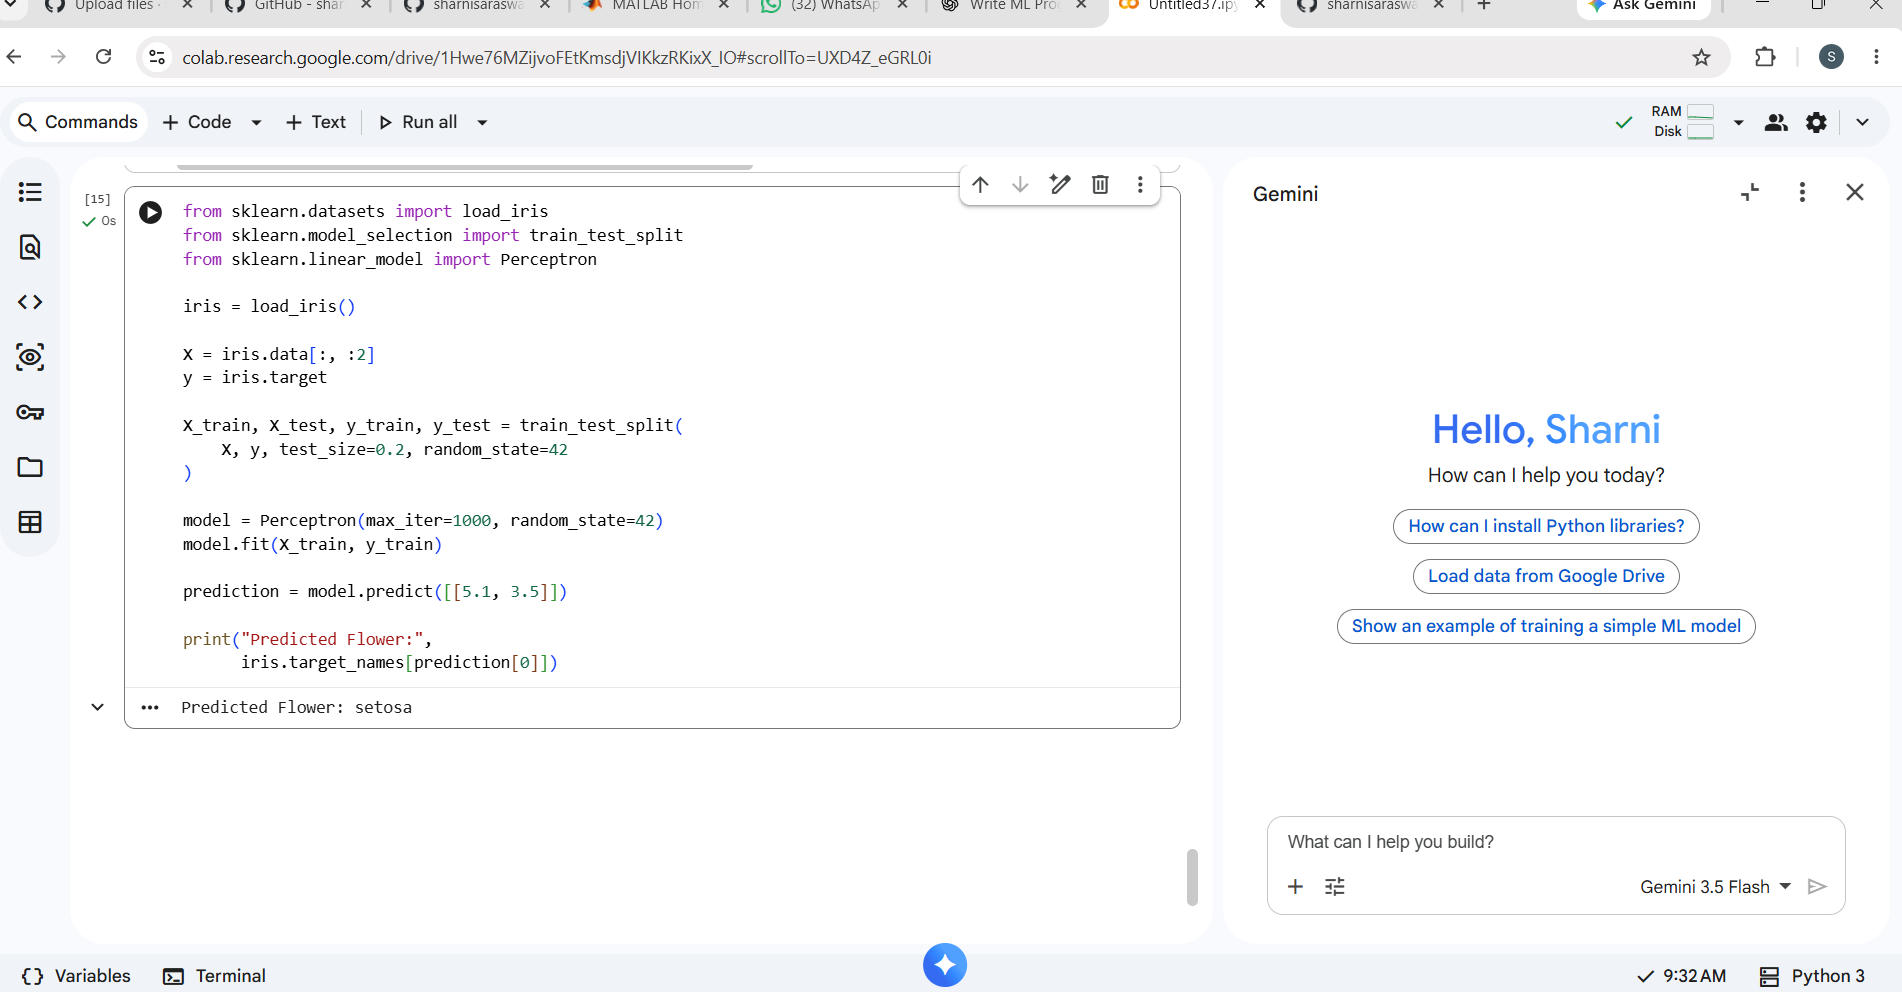 Upload files ·
GitHub - shar
sharnisaraswa
MATLAB Hom
(32) WhatsAp
Write ML Pro
Untitled37.ip
sharnisaraswa
Ask Gemini
colab.research.google.com/drive/1Hwe76MZijvoFEtKmsdjVIKkzRKixX_IO#scrollTo=UXD4Z_eGRL0i
S
Commands
+ Code
+ Text
Run all
RAM
Disk
[15]
0s
from sklearn.datasets import load_iris
from sklearn.model_selection import train_test_split
from sklearn.linear_model import Perceptron
iris = load_iris()
X = iris.data[:, :2]
y = iris.target
X_train, X_test, y_train, y_test = train_test_split(
    X, y, test_size=0.2, random_state=42
)
model = Perceptron(max_iter=1000, random_state=42)
model.fit(X_train, y_train)
prediction = model.predict([[5.1, 3.5]])
print("Predicted Flower:",
      iris.target_names[prediction[0]])
Predicted Flower: setosa
Gemini
Hello, Sharni
How can I help you today?
How can I install Python libraries?
Load data from Google Drive
Show an example of training a simple ML model
What can I help you build?
Gemini 3.5 Flash
{ } Variables
Terminal
9:32 AM
Python 3